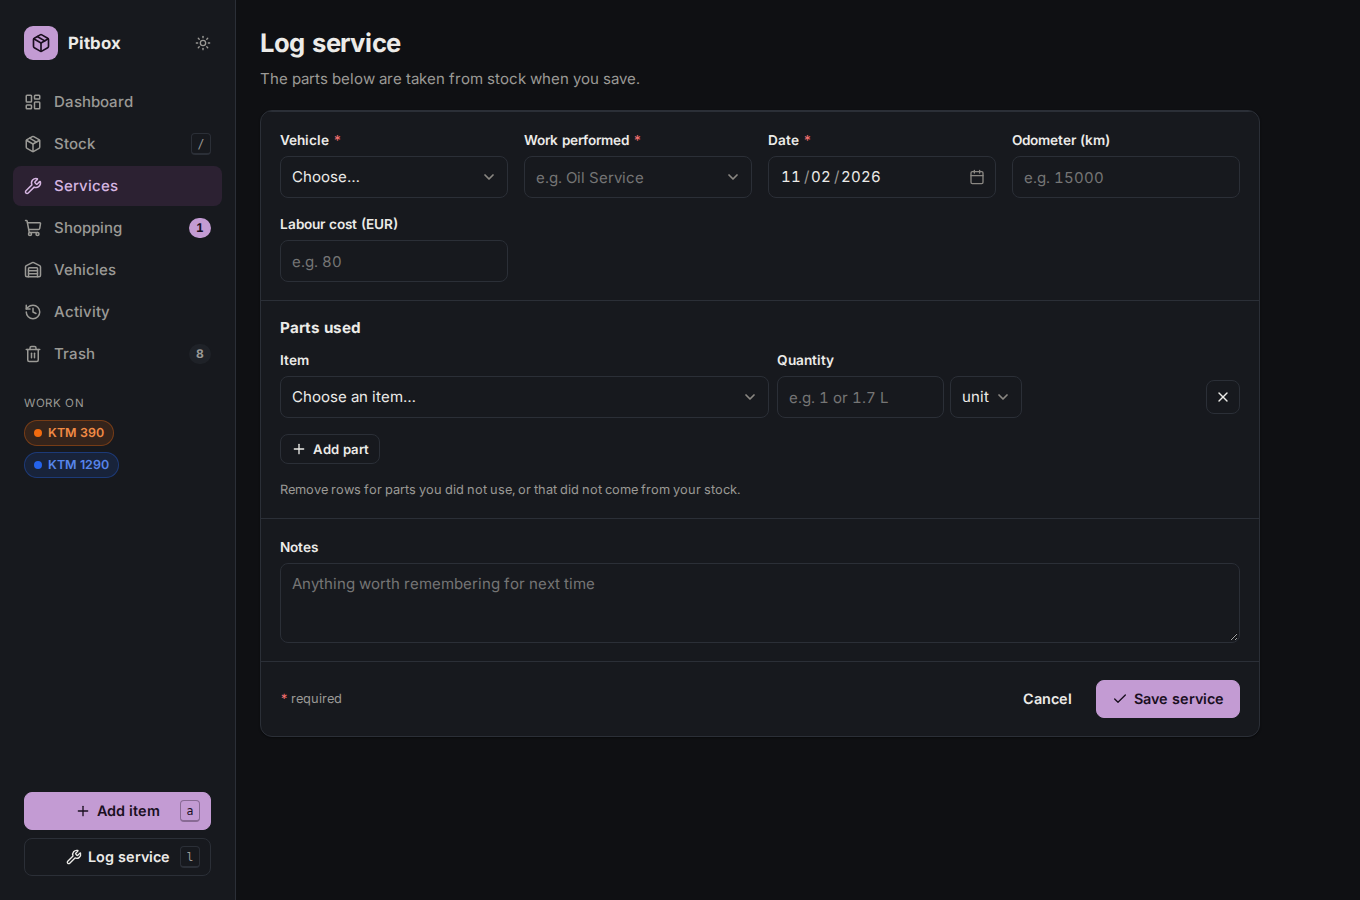 Pitbox
Dashboard
Stock /
Services
Shopping 1
Vehicles
Activity
Trash 8
WORK ON
KTM 390
KTM 1290
Add item a
Log service l
Log service
The parts below are taken from stock when you save.
Vehicle * Work performed * Date * Odometer (km)
Choose... e.g. Oil Service 11/02/2026 e.g. 15000
Labour cost (EUR)
e.g. 80
Parts used
Item Quantity
Choose an item... e.g. 1 or 1.7 L unit
Add part
Remove rows for parts you did not use, or that did not come from your stock.
Notes
Anything worth remembering for next time
* required Cancel Save service